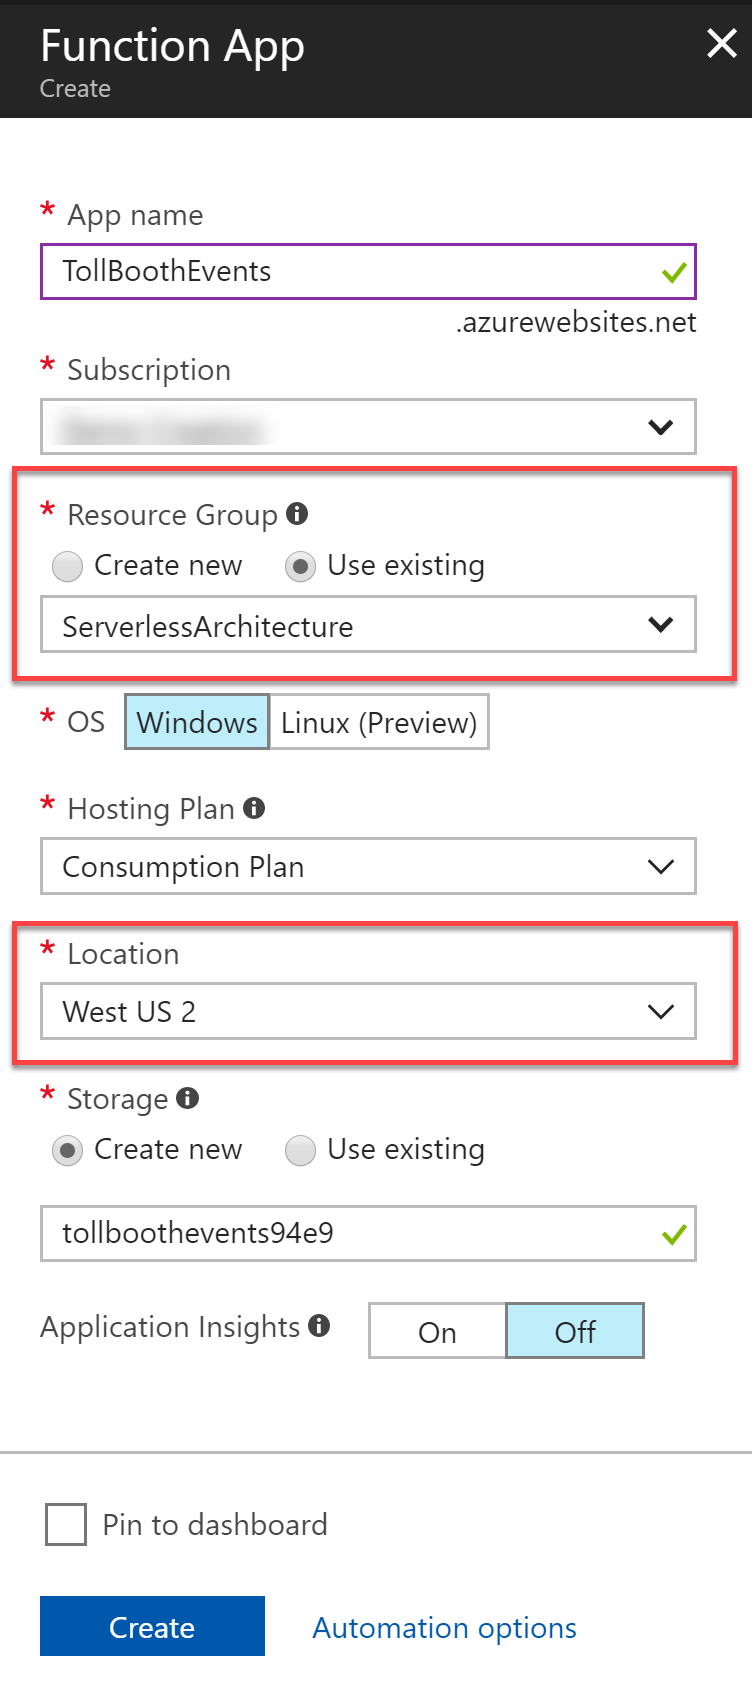 Function App
Create
* App name
TollBoothEvents
.azurewebsites.net
* Subscription
* Resource Group
Create new Use existing
ServerlessArchitecture
* OS Windows Linux (Preview)
* Hosting Plan
Consumption Plan
* Location
West US 2
* Storage
Create new Use existing
tollboothevents94e9
Application Insights On Off
Pin to dashboard
Create Automation options